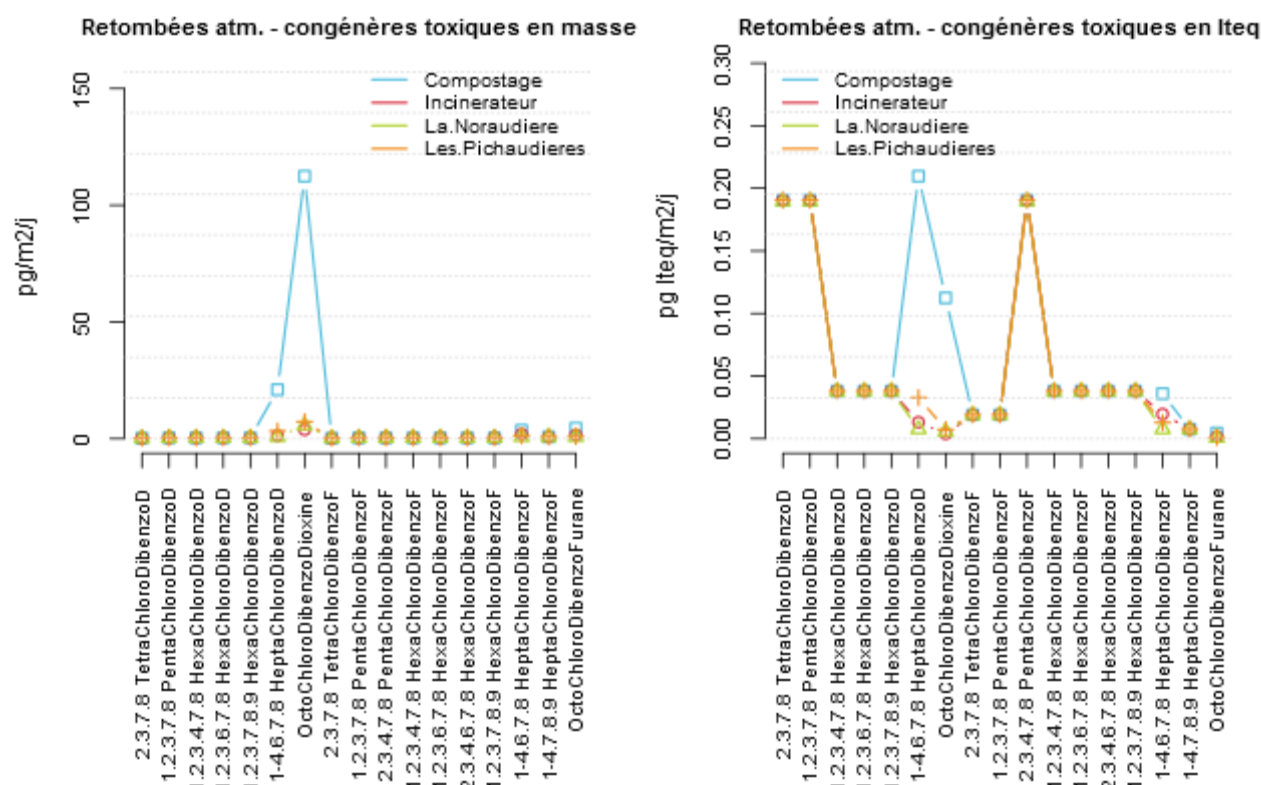 Retombées atm. - congénères toxiques en masse
pg/m2/j
150
100
50
0
Compostage
Incinerateur
La.Noraudiere
Les.Pichaudieres
2.3.7.8 TetraChloroDibenzoD
1.2.3.7.8 PentaChloroDibenzoD
1.2.3.4.7.8 HexaChloroDibenzoD
1.2.3.6.7.8 HexaChloroDibenzoD
1.2.3.7.8.9 HexaChloroDibenzoD
1-4.6.7.8 HeptaChloroDibenzoD
OctoChloroDibenzoDioxine
2.3.7.8 TetraChloroDibenzoF
1.2.3.7.8 PentaChloroDibenzoF
2.3.4.7.8 PentaChloroDibenzoF
1.2.3.4.7.8 HexaChloroDibenzoF
1.2.3.6.7.8 HexaChloroDibenzoF
2.3.4.6.7.8 HexaChloroDibenzoF
1.2.3.7.8.9 HexaChloroDibenzoF
1-4.6.7.8 HeptaChloroDibenzoF
1-4.7.8.9 HeptaChloroDibenzoF
OctoChloroDibenzoFurane
Retombées atm. - congénères toxiques en Iteq
pg Iteq/m2/j
0.30
0.25
0.20
0.15
0.10
0.05
0.00
Compostage
Incinerateur
La.Noraudiere
Les.Pichaudieres
2.3.7.8 TetraChloroDibenzoD
1.2.3.7.8 PentaChloroDibenzoD
1.2.3.4.7.8 HexaChloroDibenzoD
1.2.3.6.7.8 HexaChloroDibenzoD
1.2.3.7.8.9 HexaChloroDibenzoD
1-4.6.7.8 HeptaChloroDibenzoD
OctoChloroDibenzoDioxine
2.3.7.8 TetraChloroDibenzoF
1.2.3.7.8 PentaChloroDibenzoF
2.3.4.7.8 PentaChloroDibenzoF
1.2.3.4.7.8 HexaChloroDibenzoF
1.2.3.6.7.8 HexaChloroDibenzoF
2.3.4.6.7.8 HexaChloroDibenzoF
1.2.3.7.8.9 HexaChloroDibenzoF
1-4.6.7.8 HeptaChloroDibenzoF
1-4.7.8.9 HeptaChloroDibenzoF
OctoChloroDibenzoFurane